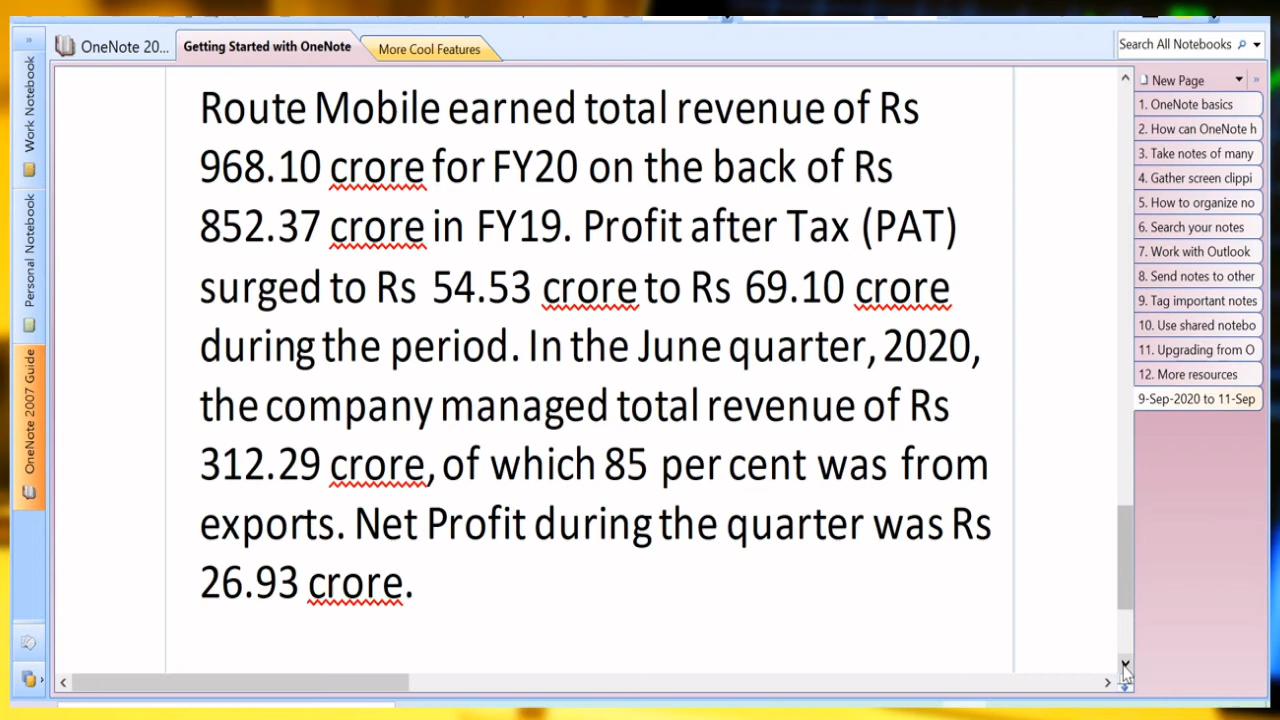 OneNote 20...
Getting Started with OneNote
More Cool Features
Search All Notebooks
Work Notebook
Personal Notebook
OneNote 2007 Guide
Route Mobile earned total revenue of Rs
968.10 crore for FY20 on the back of Rs
852.37 crore in FY19. Profit after Tax (PAT)
surged to Rs 54.53 crore to Rs 69.10 crore
during the period. In the June quarter, 2020,
the company managed total revenue of Rs
312.29 crore, of which 85 per cent was from
exports. Net Profit during the quarter was Rs
26.93 crore.
New Page
1. OneNote basics
2. How can OneNote h
3. Take notes of many
4. Gather screen clippi
5. How to organize no
6. Search your notes
7. Work with Outlook
8. Send notes to other
9. Tag important notes
10. Use shared notebo
11. Upgrading from O
12. More resources
9-Sep-2020 to 11-Sep